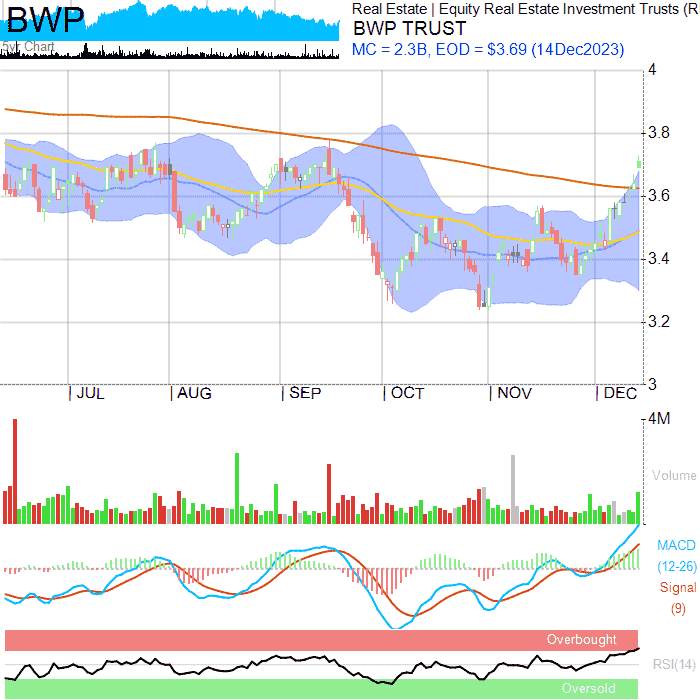 BWP
5yr Chart
Real Estate | Equity Real Estate Investment Trusts (R
BWP TRUST
MC = 2.3B, EOD = $3.69 (14Dec2023)
4
3.8
3.6
3.4
3.2
3
| JUL | AUG | SEP | OCT | NOV | DEC
4M
Volume
MACD
(12-26)
Signal
(9)
Overbought
RSI(14)
Oversold